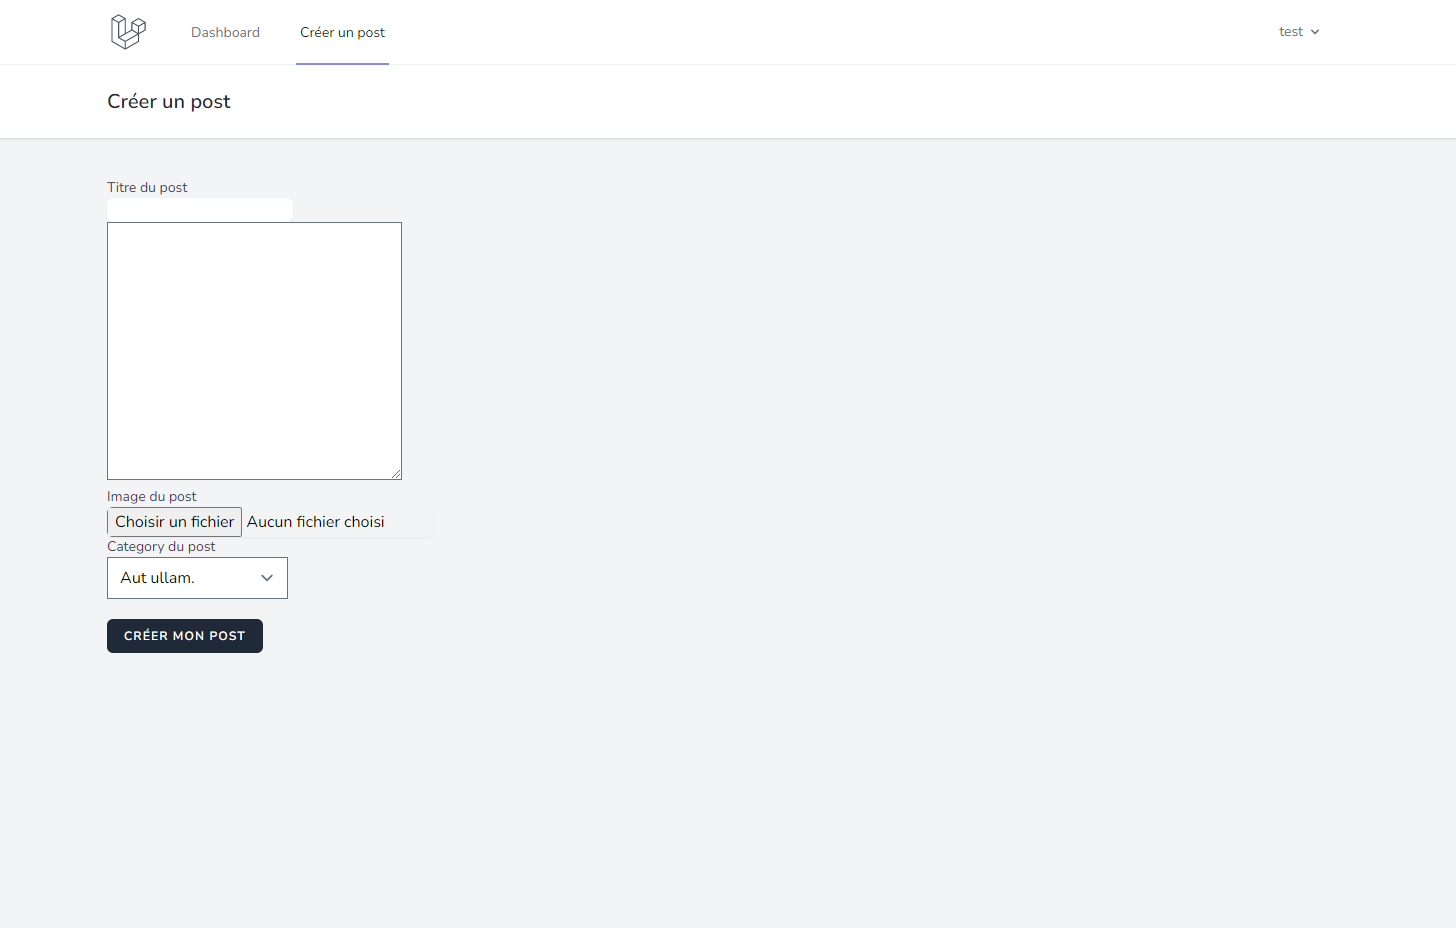 Dashboard
Créer un post
test
Créer un post
Titre du post
Image du post
Choisir un fichier Aucun fichier choisi
Category du post
Aut ullam.
CRÉER MON POST